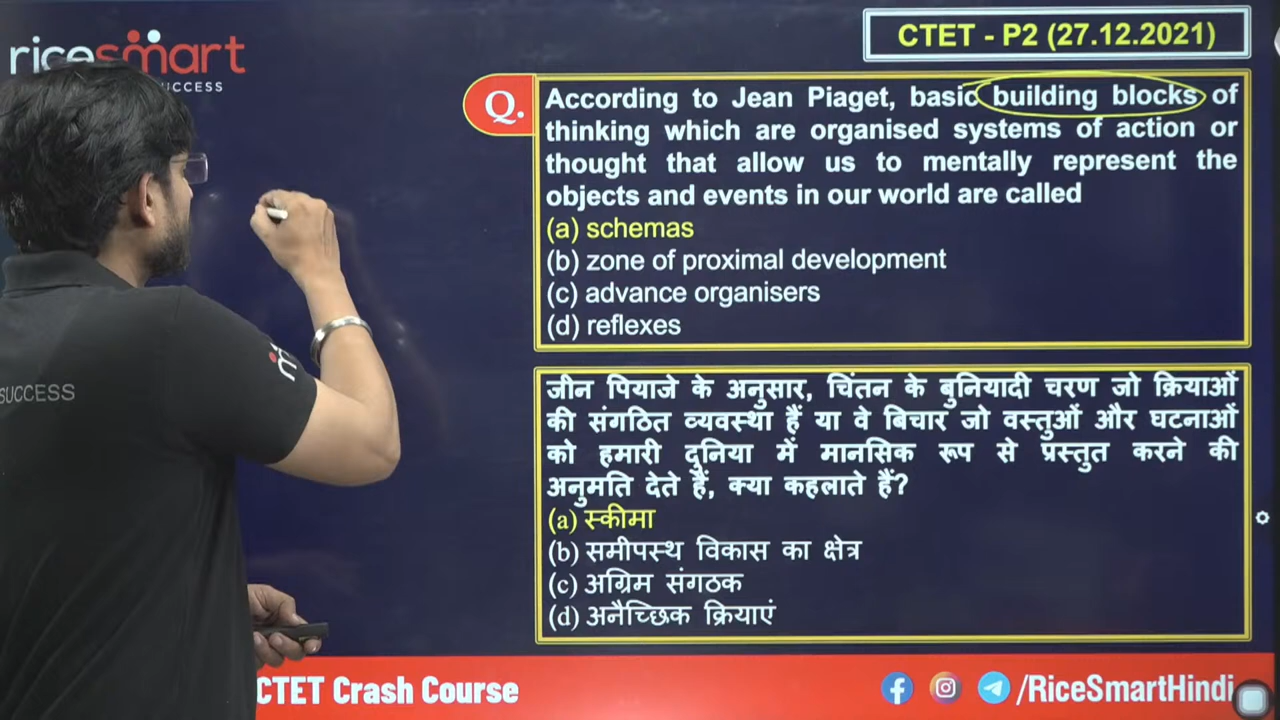 ricesmart
UCCESS
CTET - P2 (27.12.2021)
Q.
According to Jean Piaget, basic building blocks of
thinking which are organised systems of action or
thought that allow us to mentally represent the
objects and events in our world are called
(a) schemas
(b) zone of proximal development
(c) advance organisers
(d) reflexes
जीन पियाजे के अनुसार, चिंतन के बुनियादी चरण जो क्रियाओं
की संगठित व्यवस्था हैं या वे बिचार जो वस्तुओं और घटनाओं
को हमारी दुनिया में मानसिक रूप से प्रस्तुत करने की
अनुमति देते हैं, क्या कहलाते हैं?
(a) स्कीमा
(b) समीपस्थ विकास का क्षेत्र
(c) अग्रिम संगठक
(d) अनैच्छिक क्रियाएं
SUCCESS
CTET Crash Course
/RiceSmartHindi